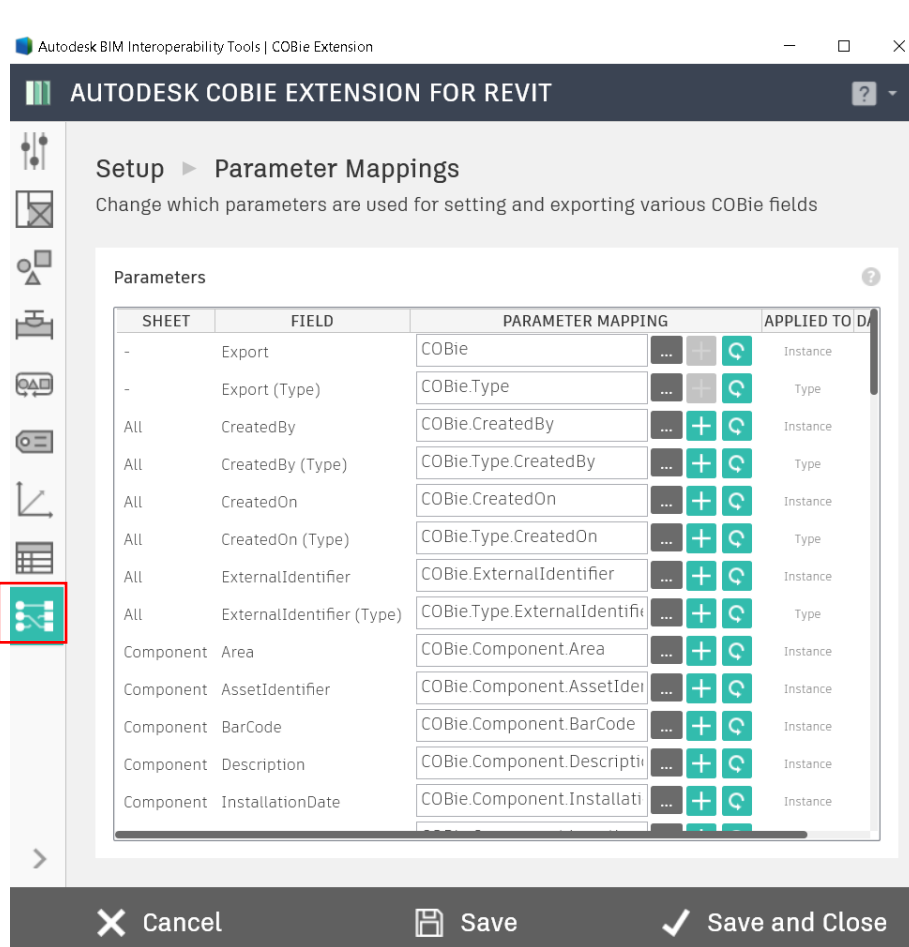 Autodesk BIM Interoperability Tools | COBie Extension
AUTODESK COBIE EXTENSION FOR REVIT ?
Setup ▶ Parameter Mappings
Change which parameters are used for setting and exporting various COBie fields
Parameters ?
SHEET FIELD PARAMETER MAPPING APPLIED TO
- Export COBie ... + Instance
- Export (Type) COBie.Type ... + Type
All CreatedBy COBie.CreatedBy ... + Instance
All CreatedBy (Type) COBie.Type.CreatedBy ... + Type
All CreatedOn COBie.CreatedOn ... + Instance
All CreatedOn (Type) COBie.Type.CreatedOn ... + Type
All ExternalIdentifier COBie.ExternalIdentifier ... + Instance
All ExternalIdentifier (Type) COBie.Type.ExternalIdentifi ... + Type
Component Area COBie.Component.Area ... + Instance
Component AssetIdentifier COBie.Component.AssetIden ... + Instance
Component BarCode COBie.Component.BarCode ... + Instance
Component Description COBie.Component.Descripti ... + Instance
Component InstallationDate COBie.Component.Installati ... + Instance
Cancel Save Save and Close